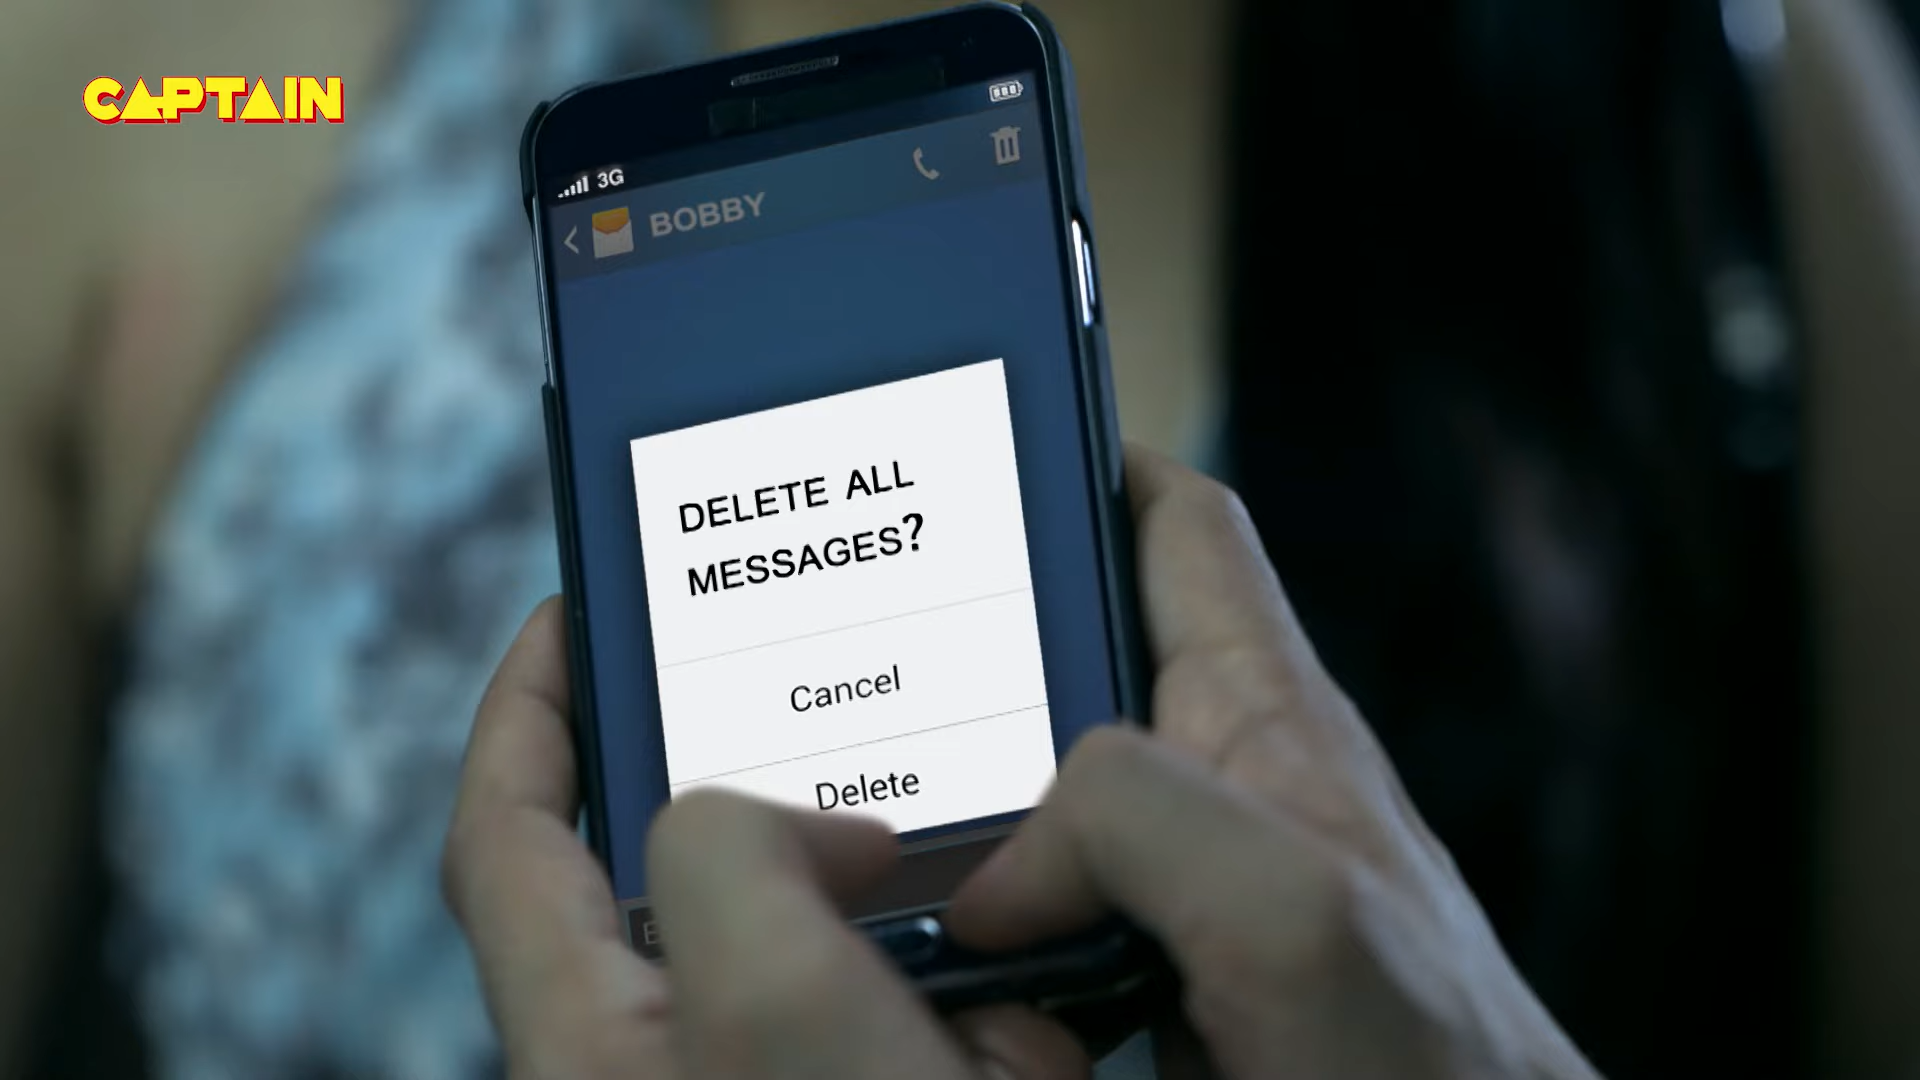 CAPTAIN
3G
BOBBY
DELETE ALL
MESSAGES?
Cancel
Delete